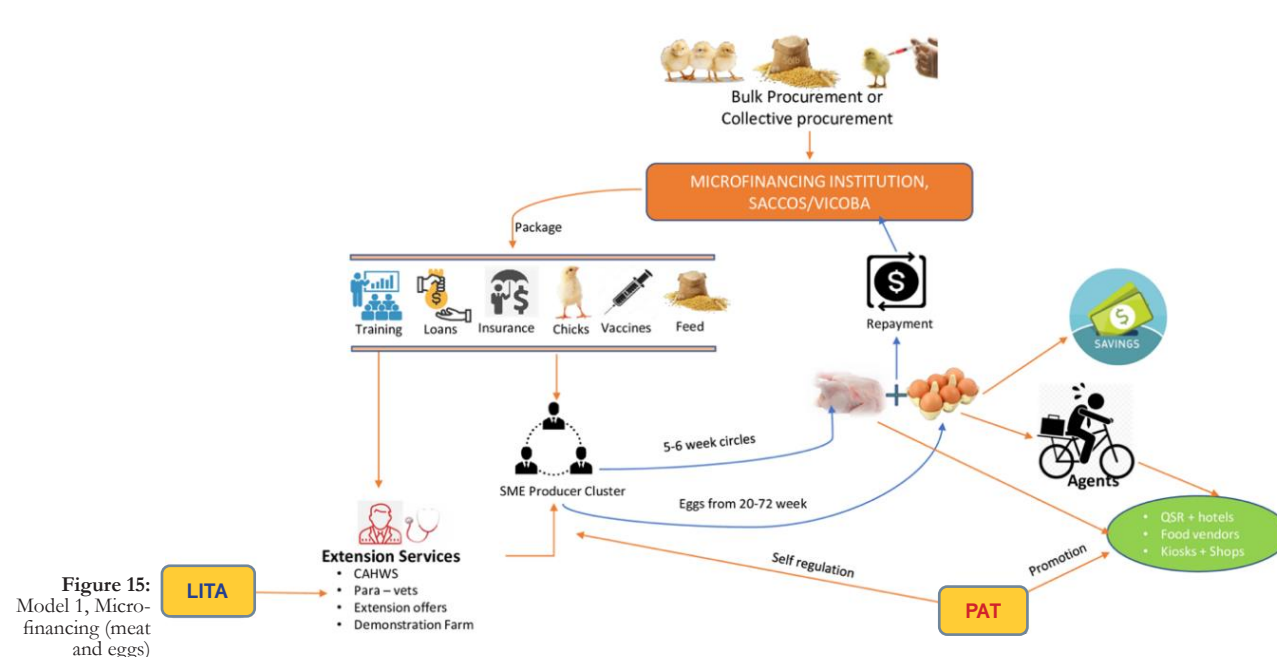 Bulk Procurement or
Collective procurement
MICROFINANCING INSTITUTION,
SACCOS/VICOBA
Package
Training
Loans
Insurance
Chicks
Vaccines
Feed
Repayment
SAVINGS
5-6 week circles
SME Producer Cluster
Eggs from 20-72 week
Agents
• QSR + hotels
• Food vendors
• Kiosks + Shops
Extension Services
• CAHWS
• Para – vets
• Extension offers
• Demonstration Farm
Self regulation
Promotion
LITA
PAT
Figure 15:
Model 1, Micro-
financing (meat
and eggs)